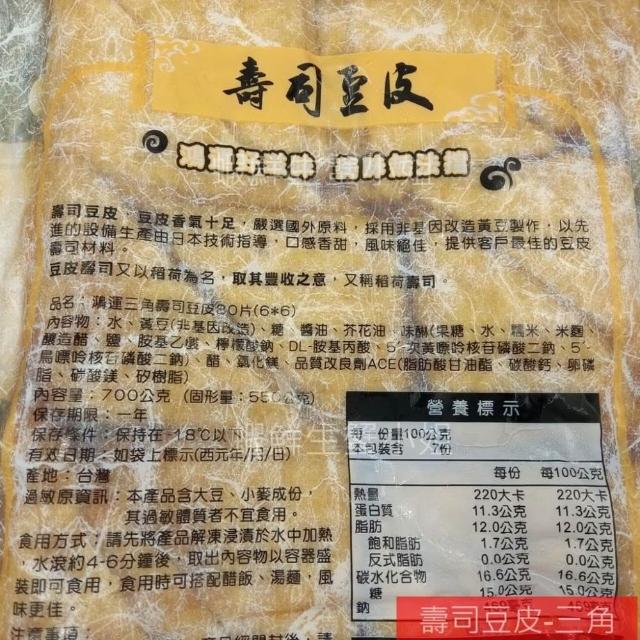 壽司豆皮
鴻運好滋味
壽司豆皮,豆皮香氣十足,嚴選國外原料,採用非基因改造黃豆製作,以先
進的設備生產由日本技術指導,口感香甜,風味絕佳,提供客戶最佳的豆皮
壽司材料。
豆皮壽司又以稻荷為名,取其豐收之意,又稱稻荷壽司。
品名:鴻運三角壽司豆皮80片(6*6)
內容物:水、黃豆(非基因改造)、糖、醬油、芥花油、味醂(果糖、水、糯米、米麴、
釀造醋、鹽、胺基乙酸、檸檬酸鈉、DL-胺基丙酸、5'-次黃嘌呤核苷磷酸二鈉、5'-
鳥嘌呤核苷磷酸二鈉)、醋、氯化鎂、品質改良劑ACE(脂肪酸甘油酯、碳酸鈣、卵磷
脂、碳酸鎂、矽樹脂)
內容量:700公克 (固形量:550公克)
保存期限:一年
保存條件:保持在-18℃以下
有效日期:如袋上標示(西元年/月/日)
產地:台灣
過敏原資訊:本產品含大豆、小麥成份,
其過敏體質者不宜食用。
食用方式:請先將產品解凍浸漬於水中加熱
,水滾約4-6分鐘後,取出內容物以容器盛
裝即可食用,食用時可搭配醋飯、湯麵,風
味更佳。
注意事項:
產品經開封後,請
營養標示
每一份量100公克
本包裝含 7份
每份 每100公克
熱量 220大卡 220大卡
蛋白質 11.3公克 11.3公克
脂肪 12.0公克 12.0公克
飽和脂肪 1.7公克 1.7公克
反式脂肪 0.0公克 0.0公克
碳水化合物 16.6公克 16.6公克
糖 15.0公克 15.0公克
鈉
壽司豆皮-三角